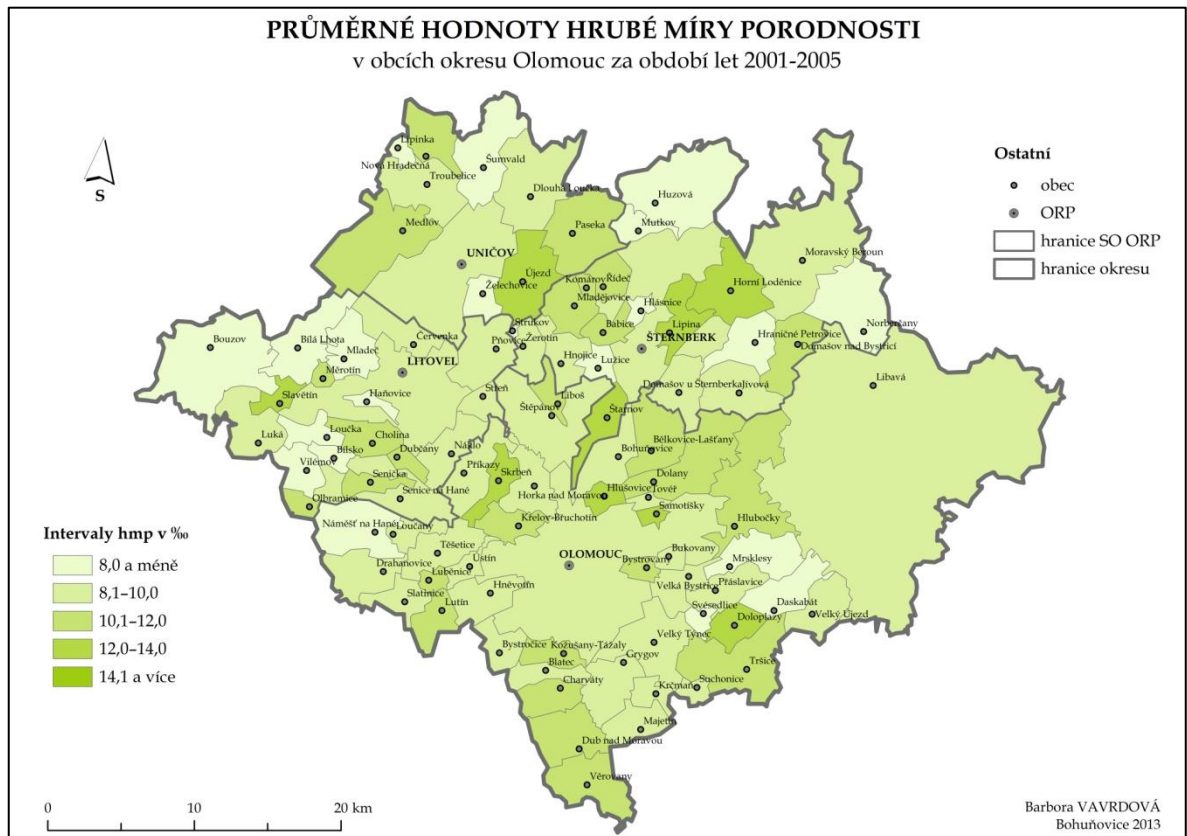 PRŮMĚRNÉ HODNOTY HRUBÉ MÍRY PORODNOSTI
v obcích okresu Olomouc za období let 2001-2005
S
Ostatní
obec
ORP
hranice SO ORP
hranice okresu
Lipinka
Nová Hradečná
Troubelice
Šumvald
Dlouhá Loučka
Huzová
Mutkov
Medlov
Paseka
UNIČOV
Moravský Beroun
Újezd
Komárov
Řídeč
Horní Loděnice
Želechovice
Mladějovice
Hlásnice
Strukov
Babice
Lipina
Norberčany
Bouzov
Bílá Lhota
Mladeč
Červenka
Pňovice
Žerotín
ŠTERNBERK
Hraničné Petrovice
Domašov nad Bystřicí
LITOVEL
Měrotín
Hnojice
Lužice
Libavá
Slavětín
Haňovice
Střeň
Liboš
Štěpánov
Domašov u Šternberka
Jívová
Štarnov
Luká
Loučka
Cholina
Bělkovice-Lašťany
Bílsko
Dubčany
Náklo
Bohuňovice
Vilémov
Senička
Příkazy
Skrbeň
Dolany
Olbramice
Senice na Hané
Horka nad Moravou
Hlušovice
Tovéř
Samotíšky
Náměšť na Hané
Loučany
Křelov-Břuchotín
Hlubočky
Těšetice
Ústín
OLOMOUC
Bukovany
Bystrovany
Mrsklesy
Drahanovice
Luběnice
Velká Bystřice
Přáslavice
Slatinice
Hněvotín
Lutín
Svésedlice
Daskabát
Velký Újezd
Doloplazy
Bystročice
Kožušany-Tážaly
Velký Týnec
Blatec
Grygov
Tršice
Charváty
Krčmaň
Suchonice
Majetín
Dub nad Moravou
Věrovany
Intervaly hmp v ‰
8,0 a méně
8,1–10,0
10,1–12,0
12,0–14,0
14,1 a více
0 10 20 km
Barbora VAVRDOVÁ
Bohuňovice 2013